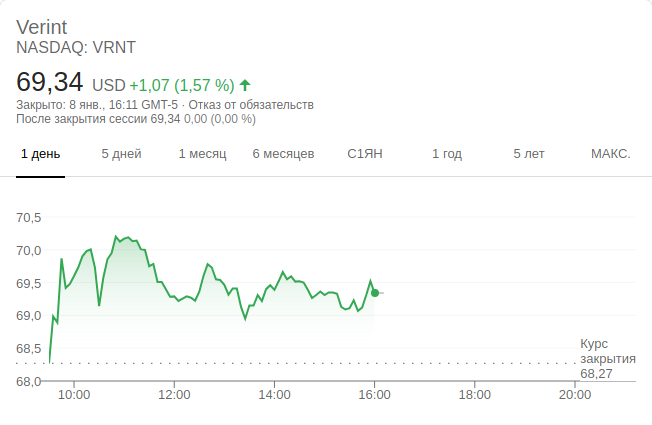 Verint
NASDAQ: VRNT
69,34 USD +1,07 (1,57 %)
Закрыто: 8 янв., 16:11 GMT-5 · Отказ от обязательств
После закрытия сессии 69,34 0,00 (0,00 %)
1 день 5 дней 1 месяц 6 месяцев С1ЯН 1 год 5 лет МАКС.
70,5
70,0
69,5
69,0
68,5
68,0
Курс
закрытия
68,27
10:00 12:00 14:00 16:00 18:00 20:00